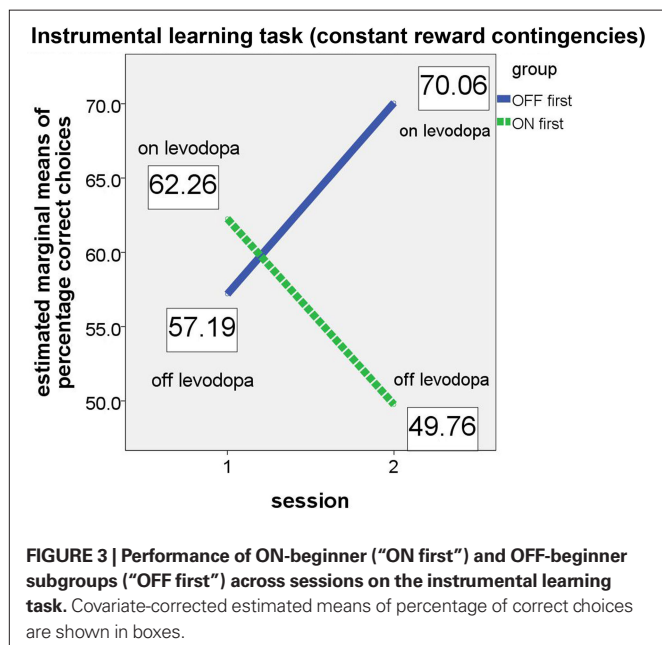 Instrumental learning task (constant reward contingencies)
group
OFF first
ON first
70.06
on levodopa
on levodopa
62.26
57.19
off levodopa
off levodopa
49.76
70.0
65.0
60.0
55.0
50.0
estimated marginal means of
percentage correct choices
1
2
session
FIGURE 3 | Performance of ON-beginner (“ON first”) and OFF-beginner
subgroups (“OFF first”) across sessions on the instrumental learning
task. Covariate-corrected estimated means of percentage of correct choices
are shown in boxes.